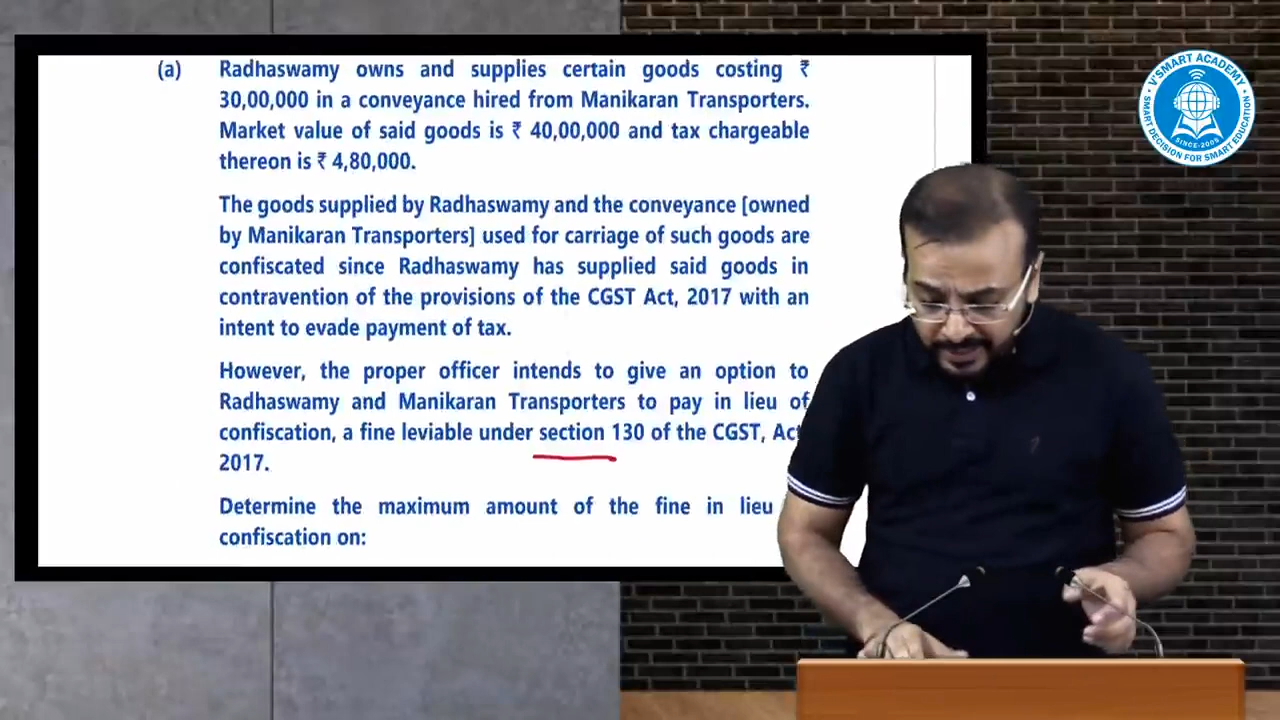 (a) Radhaswamy owns and supplies certain goods costing ₹
30,00,000 in a conveyance hired from Manikaran Transporters.
Market value of said goods is ₹ 40,00,000 and tax chargeable
thereon is ₹ 4,80,000.
The goods supplied by Radhaswamy and the conveyance [owned
by Manikaran Transporters] used for carriage of such goods are
confiscated since Radhaswamy has supplied said goods in
contravention of the provisions of the CGST Act, 2017 with an
intent to evade payment of tax.
However, the proper officer intends to give an option to
Radhaswamy and Manikaran Transporters to pay in lieu of
confiscation, a fine leviable under section 130 of the CGST, Act
2017.
Determine the maximum amount of the fine in lieu
confiscation on:
V'SMART ACADEMY
SINCE-2005
SMART DECISION FOR SMART EDUCATION